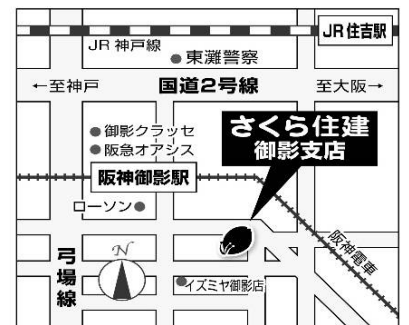 JR住吉駅
JR神戸線
東灘警察
←至神戸
国道2号線
至大阪→
御影クラッセ
阪急オアシス
さくら住建
御影支店
阪神御影駅
ローソン
阪神電車
弓場線
N
イズミヤ御影店